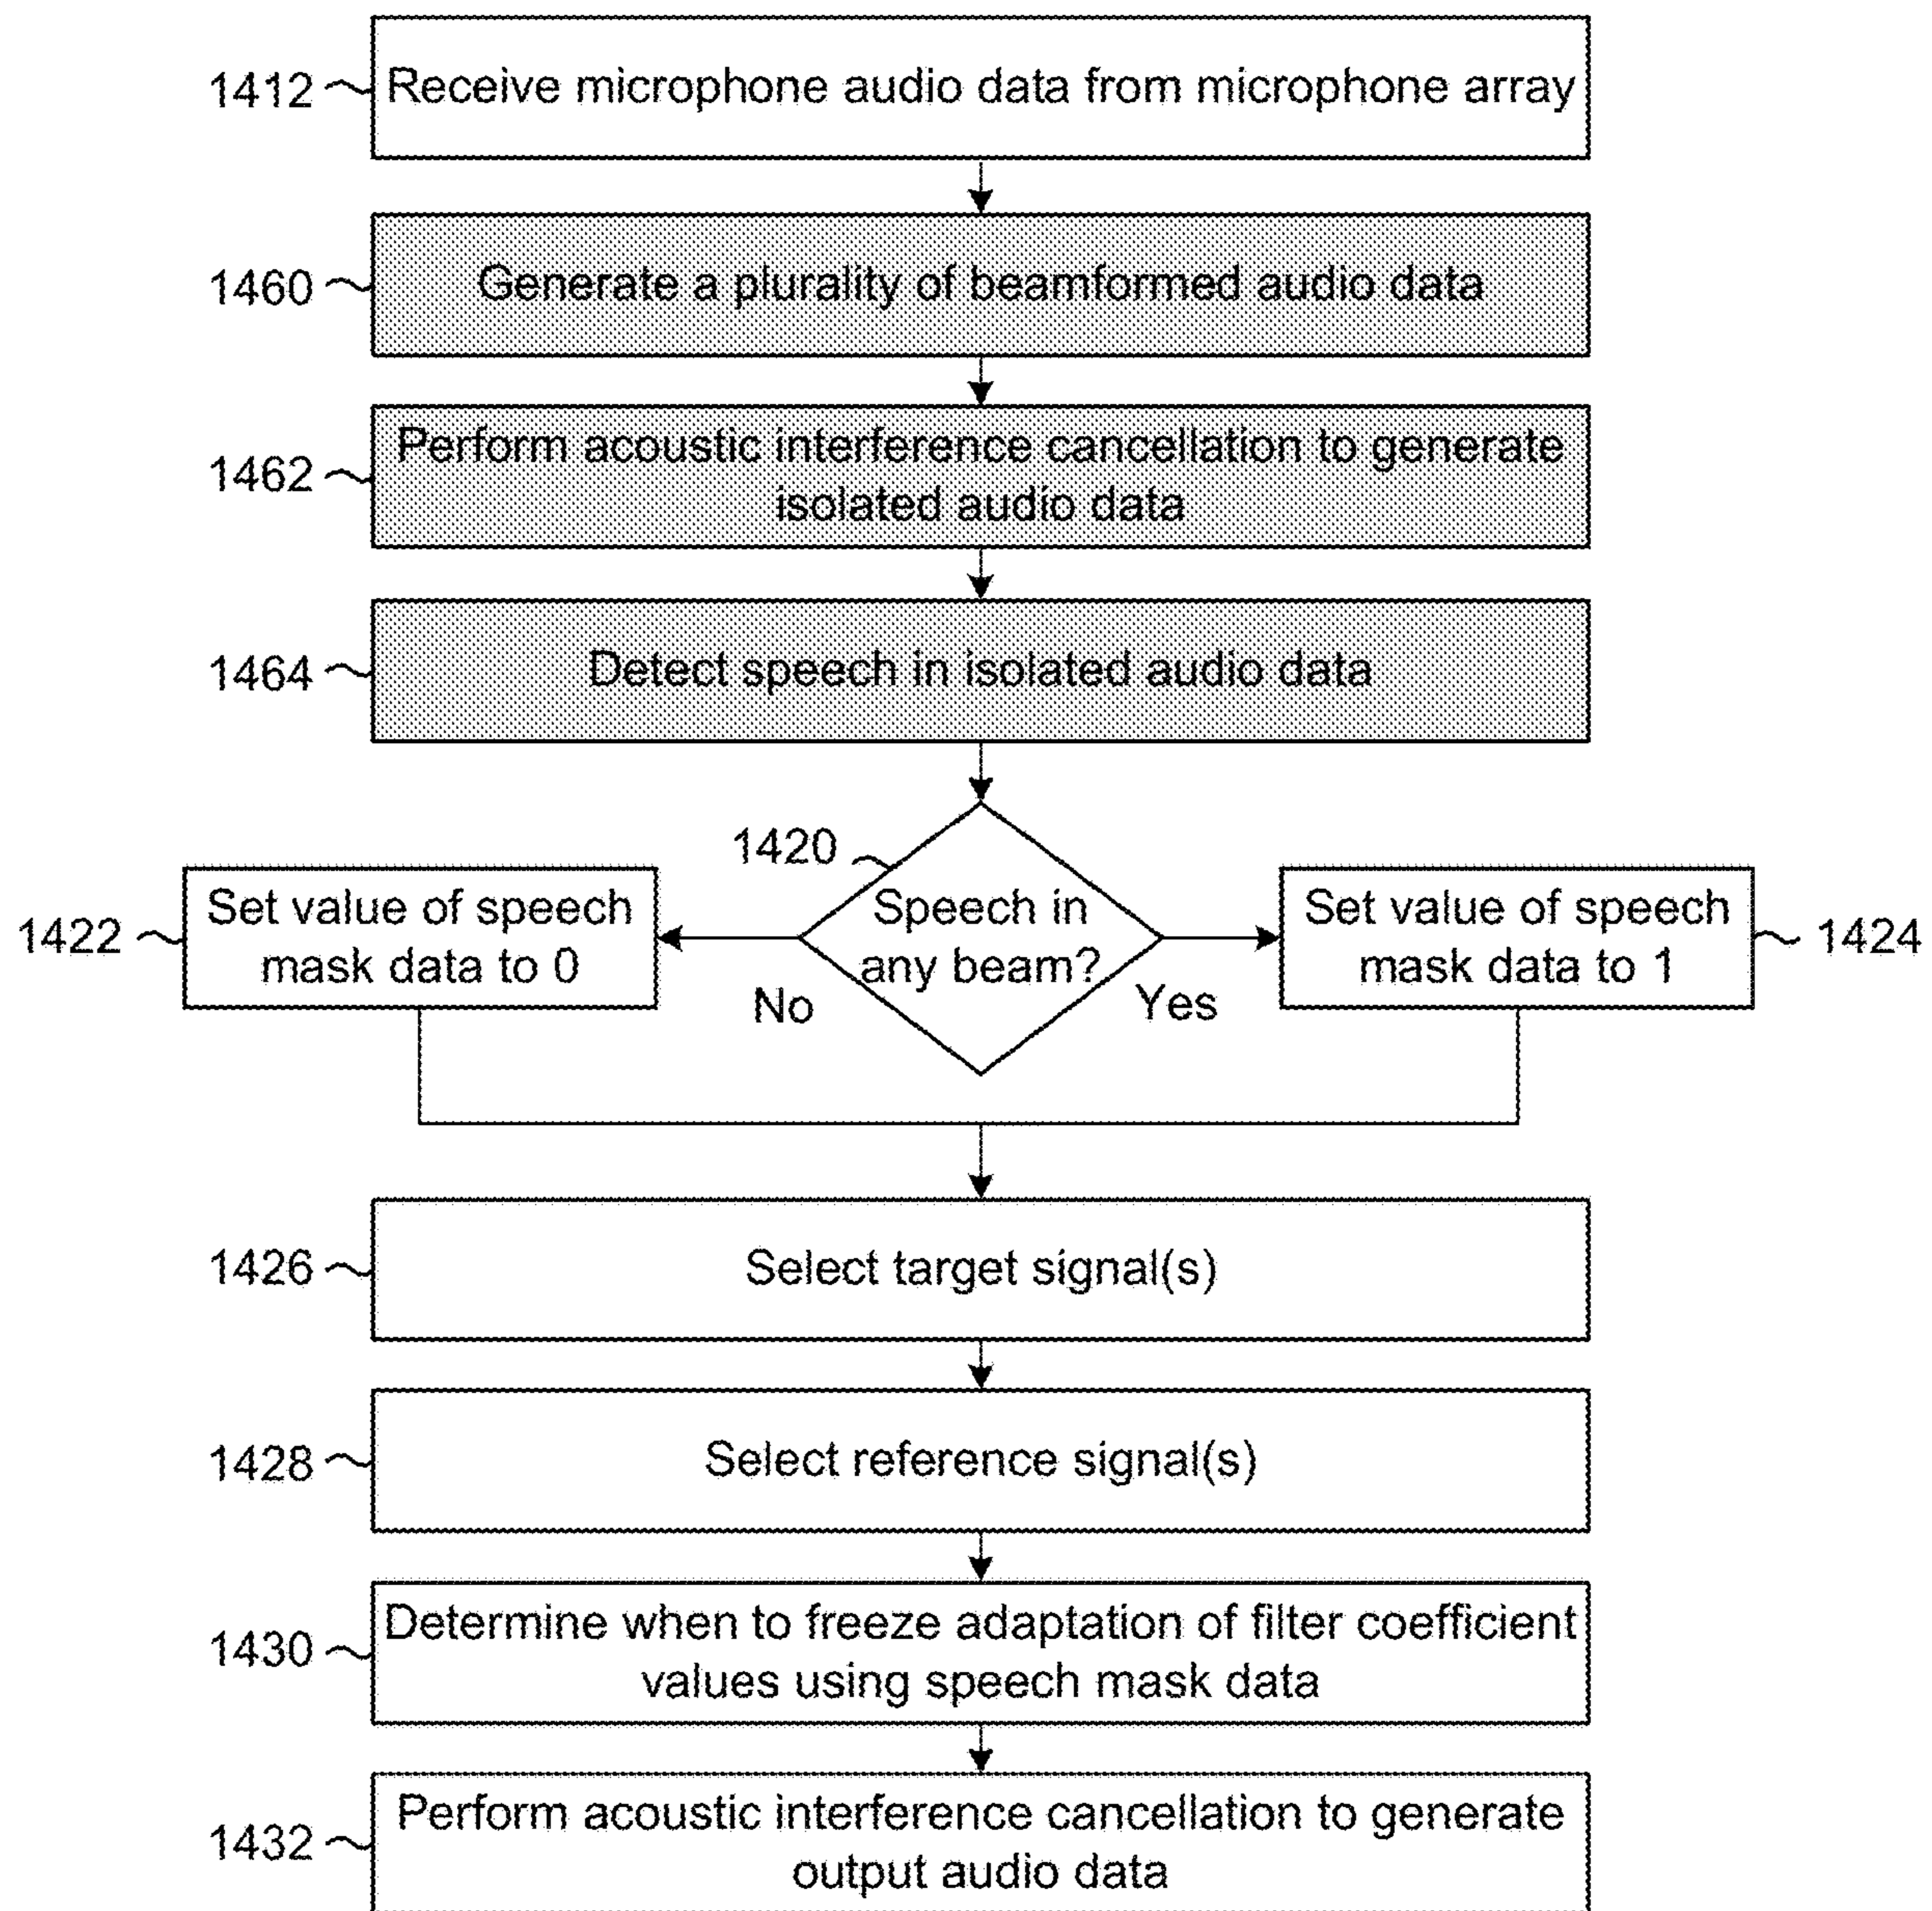 1412
Receive microphone audio data from microphone array
1460
Generate a plurality of beamformed audio data
1462
Perform acoustic interference cancellation to generate
isolated audio data
1464
Detect speech in isolated audio data
1420
Speech in
any beam?
1422
Set value of speech
mask data to 0
No
Yes
Set value of speech
mask data to 1
1424
1426
Select target signal(s)
1428
Select reference signal(s)
1430
Determine when to freeze adaptation of filter coefficient
values using speech mask data
1432
Perform acoustic interference cancellation to generate
output audio data